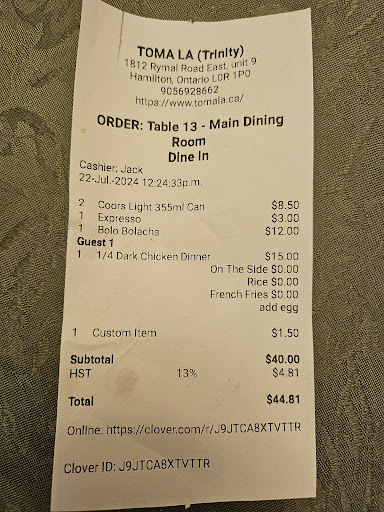 TOMA LA (Trinity)
1812 Rymal Road East, unit 9
Hamilton, Ontario L0R 1P0
9056928662
https://www.tomala.ca/
ORDER: Table 13 - Main Dining
Room
Dine In
Cashier: Jack
22-Jul.-2024 12:24:33p.m.
2 Coors Light 355ml Can $8.50
1 Expresso $3.00
1 Bolo Bolacha $12.00
Guest 1
1 1/4 Dark Chicken Dinner $15.00
On The Side $0.00
Rice $0.00
French Fries $0.00
add egg
1 Custom Item $1.50
Subtotal $40.00
HST 13% $4.81
Total $44.81
Online: https://clover.com/r/J9JTCA8XTVTTR
Clover ID: J9JTCA8XTVTTR